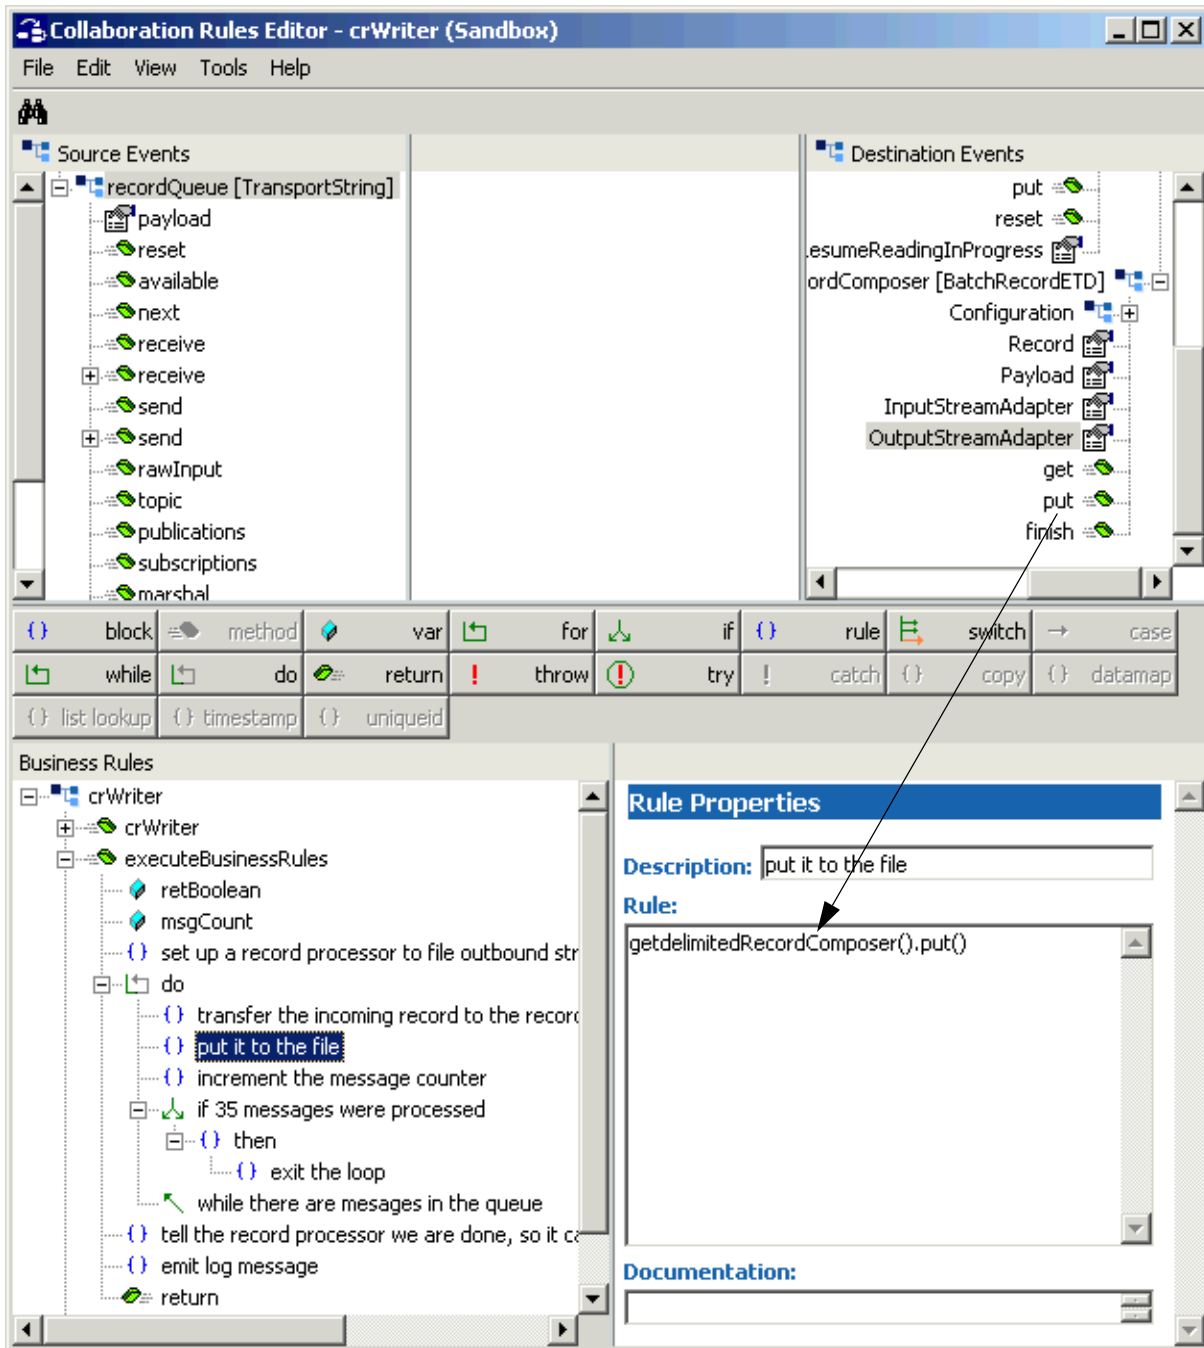 Collaboration Rules Editor - crWriter (Sandbox)
File Edit View Tools Help
Source Events
recordQueue [TransportString]
payload
reset
available
next
receive
receive
send
send
rawInput
topic
publications
subscriptions
marshal
Destination Events
put
reset
esumeReadingInProgress
ordComposer [BatchRecordETD]
Configuration
Record
Payload
InputStreamAdapter
OutputStreamAdapter
get
put
finish
block method var for if rule switch case
while do return throw try catch copy datamap
list lookup timestamp uniqueid
Business Rules
crWriter
crWriter
executeBusinessRules
retBoolean
msgCount
set up a record processor to file outbound str
do
transfer the incoming record to the record
put it to the file
increment the message counter
if 35 messages were processed
then
exit the loop
while there are mesages in the queue
tell the record processor we are done, so it ca
emit log message
return
Rule Properties
Description: put it to the file
Rule:
getdelimitedRecordComposer().put()
Documentation: